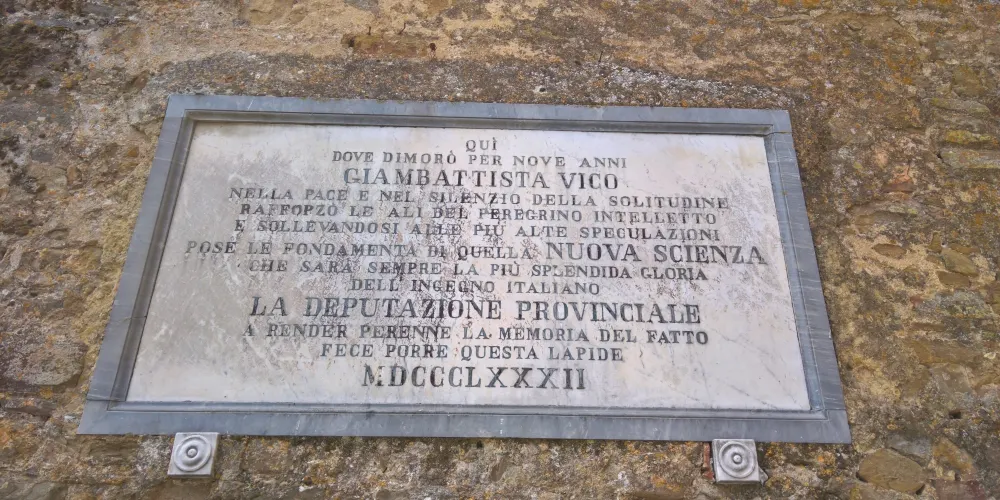 QUÌ
DOVE DIMORÒ PER NOVE ANNI
GIAMBATTISTA VICO
NELLA PACE E NEL SILENZIO DELLA SOLITUDINE
RAFFORZÒ LE ALI DEL PEREGRINO INTELLETTO
E SOLLEVANDOSI ALLE PIÙ ALTE SPECULAZIONI
POSE LE FONDAMENTA DI QUELLA NUOVA SCIENZA
CHE SARÀ SEMPRE LA PIÙ SPLENDIDA GLORIA
DELL'INGEGNO ITALIANO
LA DEPUTAZIONE PROVINCIALE
A RENDER PERENNE LA MEMORIA DEL FATTO
FECE PORRE QUESTA LAPIDE
MDCCCLXXXII